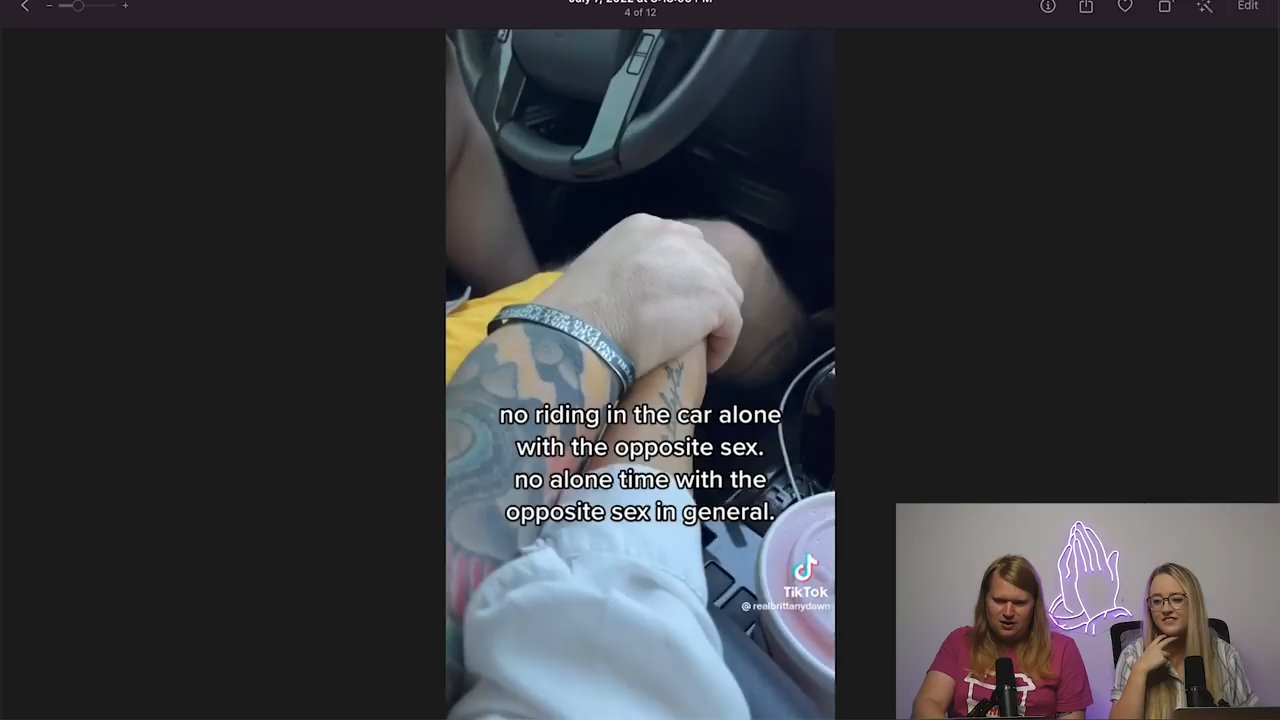 4 of 12
Edit
no riding in the car alone
with the opposite sex.
no alone time with the
opposite sex in general.
TikTok
@realbrittanydawn